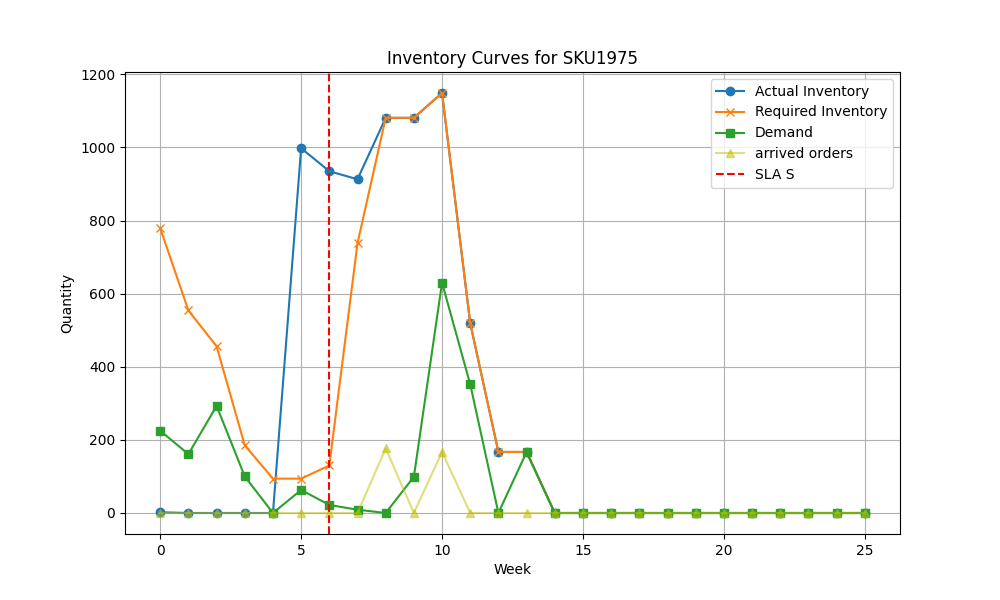 Inventory Curves for SKU1975
1200
1000
800
600
400
200
0
Quantity
Actual Inventory
Required Inventory
Demand
arrived orders
SLA S
0 5 10 15 20 25
Week